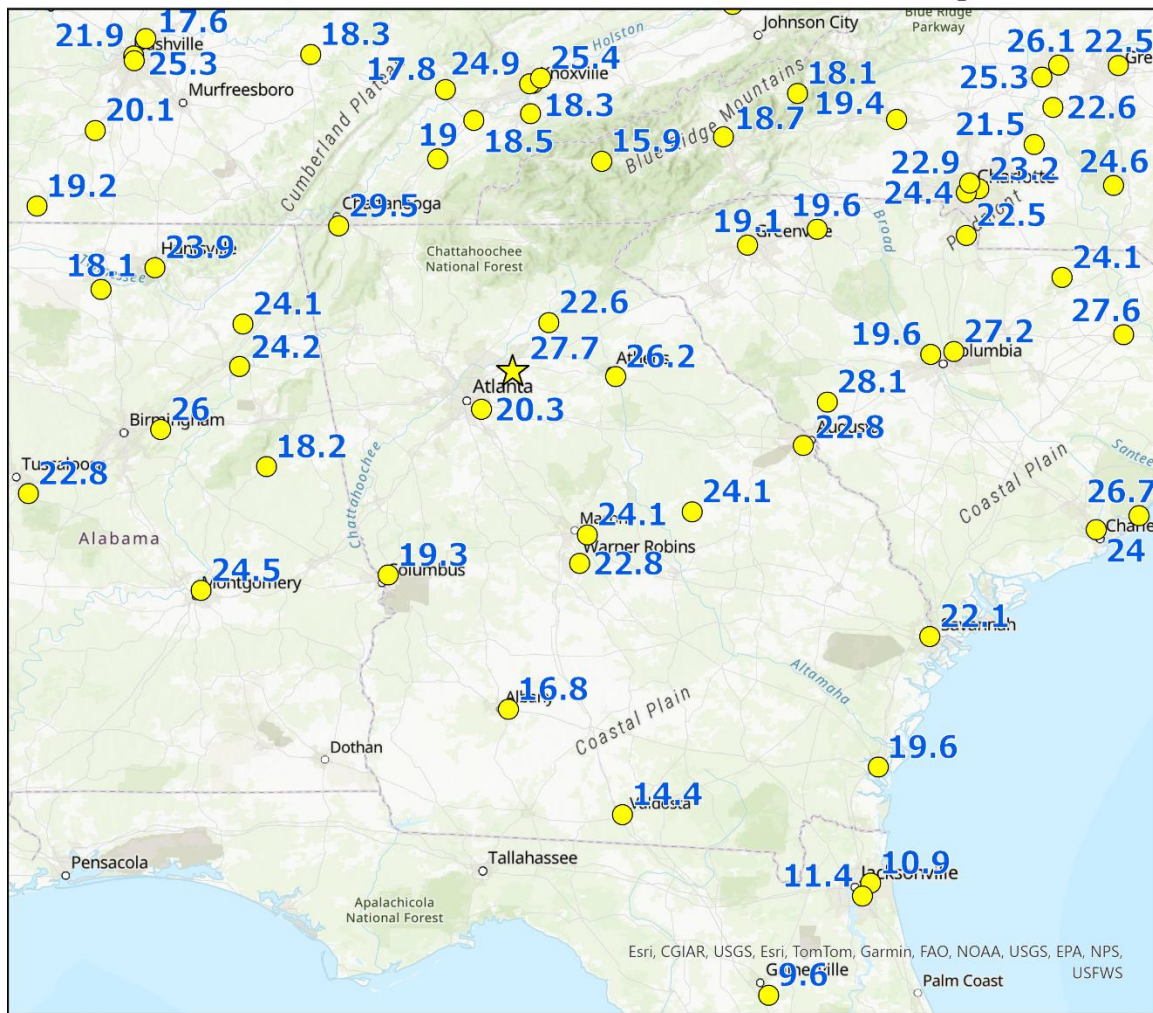 Johnson City
Blue Ridge
Parkway
17.6
21.9
25.3
Murfreesboro
20.1
19.2
18.3
Cumberland Plateau
17.8
24.9
25.4
Knoxville
Holston
18.3
18.5
19
15.9
Blue Ridge Mountains
18.7
18.1
19.4
26.1
22.5
25.3
22.6
21.5
24.6
22.9
23.2
24.4
Charlotte
22.5
Piedmont
Chattanooga
29.5
19.1
19.6
Greenville
Broad
Huntsville
23.9
18.1
Chattahoochee
National Forest
24.1
24.1
24.2
22.6
27.7
Athens
26.2
Atlanta
20.3
19.6
27.2
Columbia
27.6
28.1
Augusta
22.8
Birmingham
26
18.2
Tuscaloosa
22.8
Alabama
Chattahoochee
24.1
24.1
Macon
Warner Robins
22.8
Coastal Plain
Santee
26.7
24
24.5
Montgomery
19.3
Columbus
22.1
Savannah
16.8
Albany
Coastal Plain
Altamaha
Dothan
19.6
14.4
Valdosta
Pensacola
Tallahassee
Apalachicola
National Forest
11.4
10.9
Jacksonville
Esri, CGIAR, USGS, Esri, TomTom, Garmin, FAO, NOAA, USGS, EPA, NPS,
USFWS
Gainesville
9.6
Palm Coast